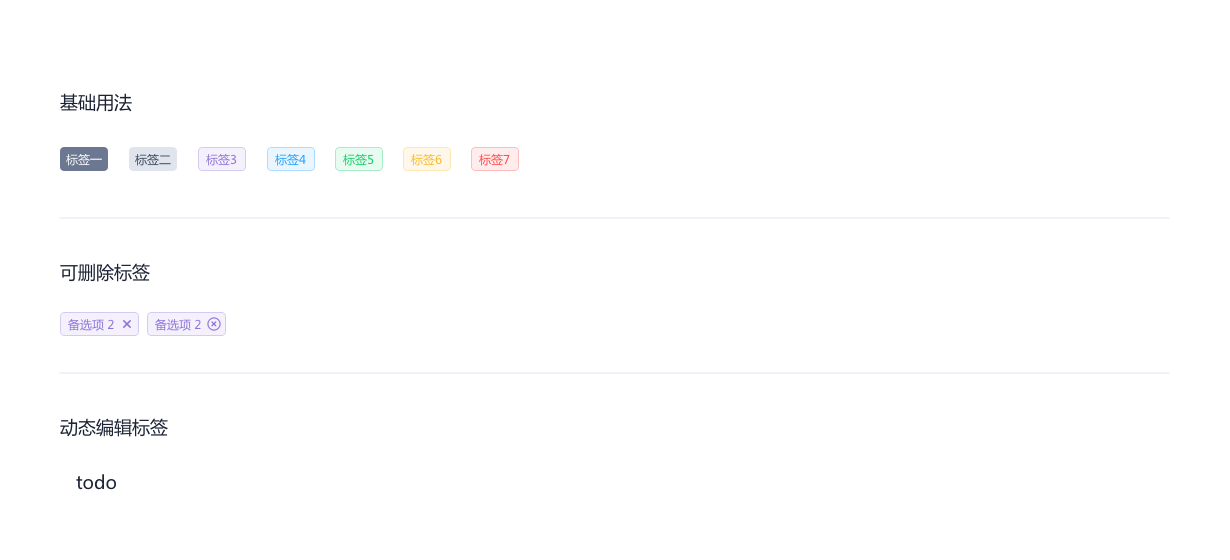 基础用法
标签一 标签二 标签3 标签4 标签5 标签6 标签7
可删除标签
备选项 2 备选项 2
动态编辑标签
todo